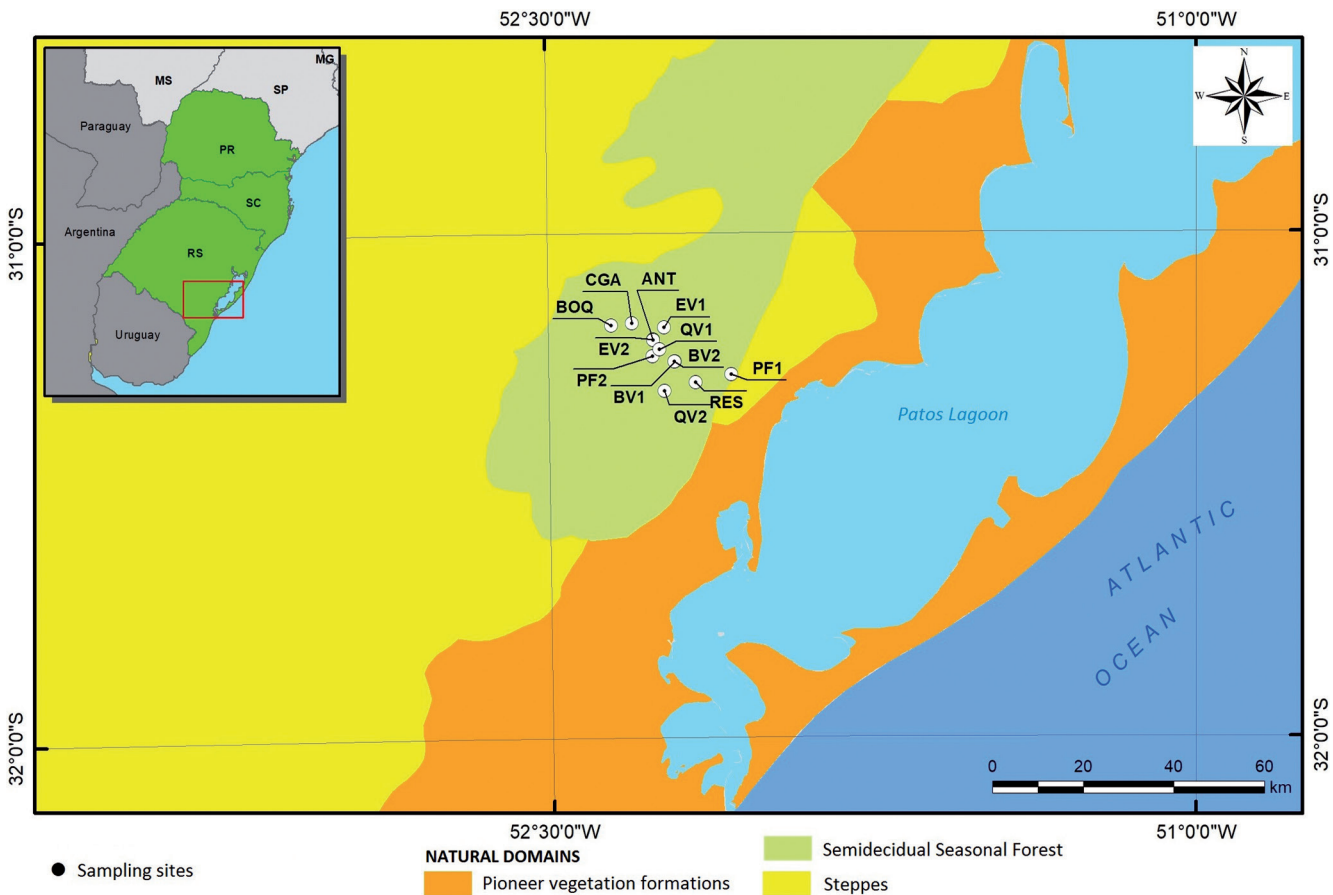 52°30'0"W
51°0'0"W
MS
MG
SP
Paraguay
PR
SC
Argentina
RS
Uruguay
N
W
E
S
31°0'0"S
31°0'0"S
CGA
ANT
BOQ
EV1
QV1
EV2
BV2
PF2
PF1
BV1
RES
QV2
Patos Lagoon
ATLANTIC
OCEAN
32°0'0"S
32°0'0"S
0
20
40
60
km
52°30'0"W
51°0'0"W
Sampling sites
NATURAL DOMAINS
Pioneer vegetation formations
Semidecidual Seasonal Forest
Steppes